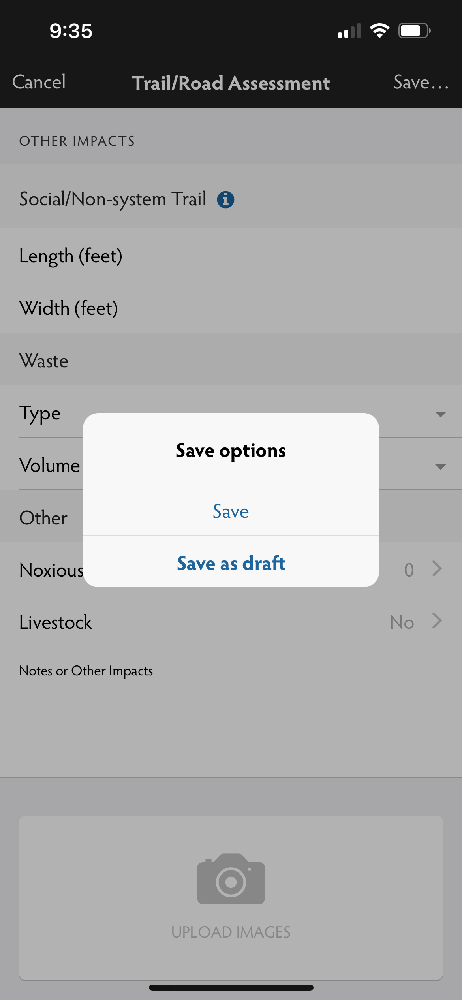 9:35
Cancel
Trail/Road Assessment
Save...
OTHER IMPACTS
Social/Non-system Trail
Length (feet)
Width (feet)
Waste
Type
Save options
Volume
Save
Other
Save as draft
Noxious
0
Livestock
No
Notes or Other Impacts
UPLOAD IMAGES